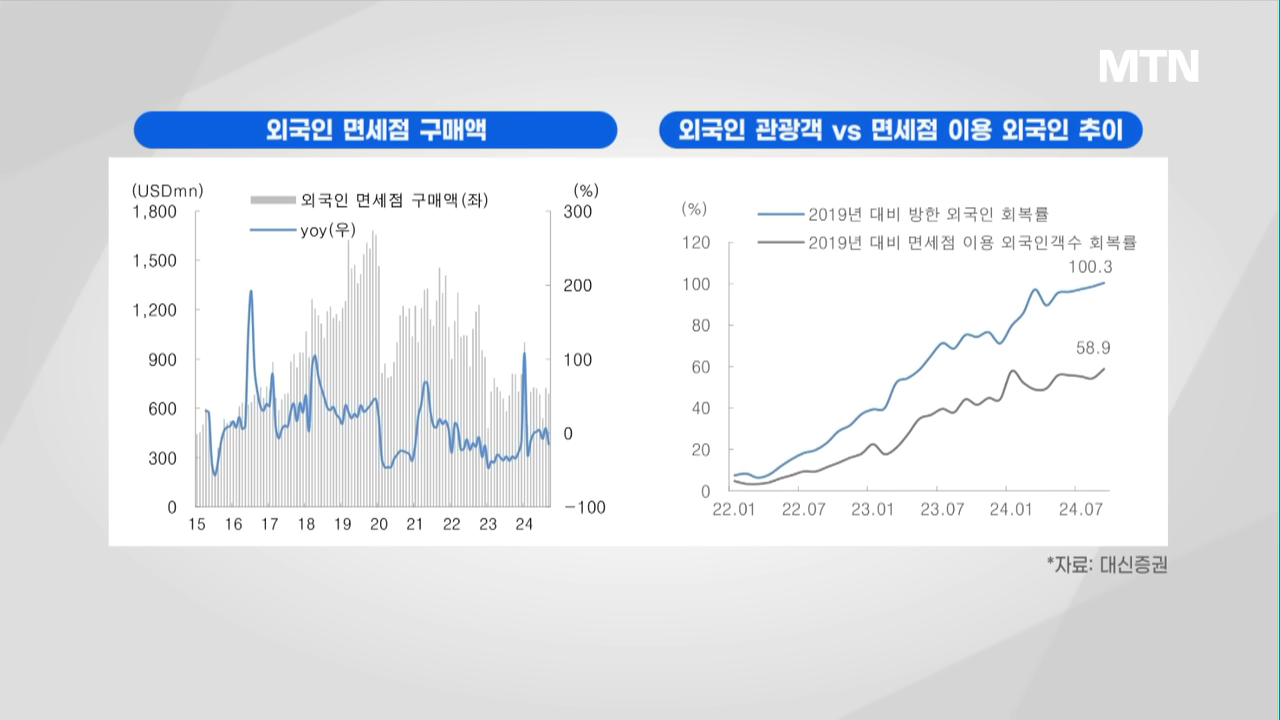 MTN
외국인 면세점 구매액
외국인 관광객 vs 면세점 이용 외국인 추이
(USDmn)
(%)
외국인 면세점 구매액(좌)
yoy(우)
1,800
1,500
1,200
900
600
300
0
300
200
100
0
-100
15 16 17 18 19 20 21 22 23 24
(%)
2019년 대비 방한 외국인 회복률
2019년 대비 면세점 이용 외국인객수 회복률
120
100
80
60
40
20
0
100.3
58.9
22.01 22.07 23.01 23.07 24.01 24.07
*자료: 대신증권